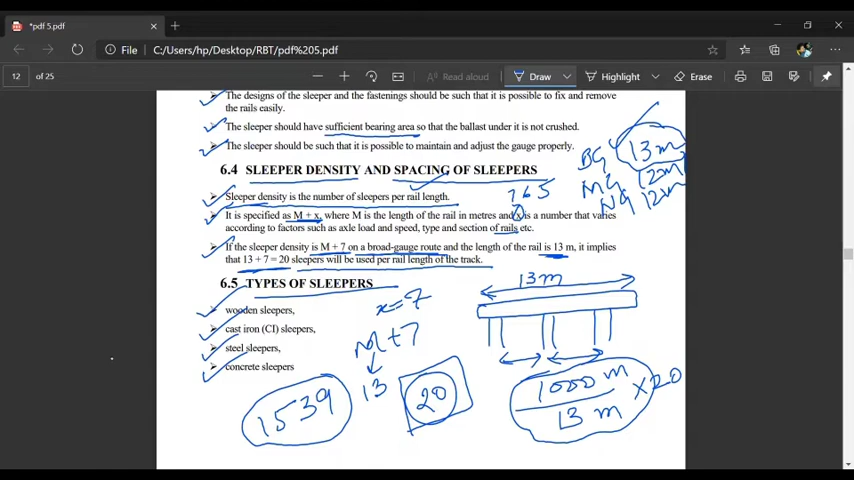 *pdf 5.pdf
File C:/Users/hp/Desktop/RBT/pdf%205.pdf
12 of 25 Read aloud Draw Highlight Erase
The designs of the sleeper and the fastenings should be such that it is possible to fix and remove
the rails easily.
The sleeper should have sufficient bearing area so that the ballast under it is not crushed.
The sleeper should be such that it is possible to maintain and adjust the gauge properly.
BG 13m
MG 12m
NG 12m
6.4 SLEEPER DENSITY AND SPACING OF SLEEPERS
7 6 5
Sleeper density is the number of sleepers per rail length.
It is specified as M + x, where M is the length of the rail in metres and x is a number that varies
according to factors such as axle load and speed, type and section of rails etc.
If the sleeper density is M + 7 on a broad-gauge route and the length of the rail is 13 m, it implies
that 13 + 7 = 20 sleepers will be used per rail length of the track.
6.5 TYPES OF SLEEPERS
13m
wooden sleepers,
x=7
cast iron (CI) sleepers,
M+7
steel sleepers,
concrete sleepers
13
20
1539
1000 m
13 m
X20